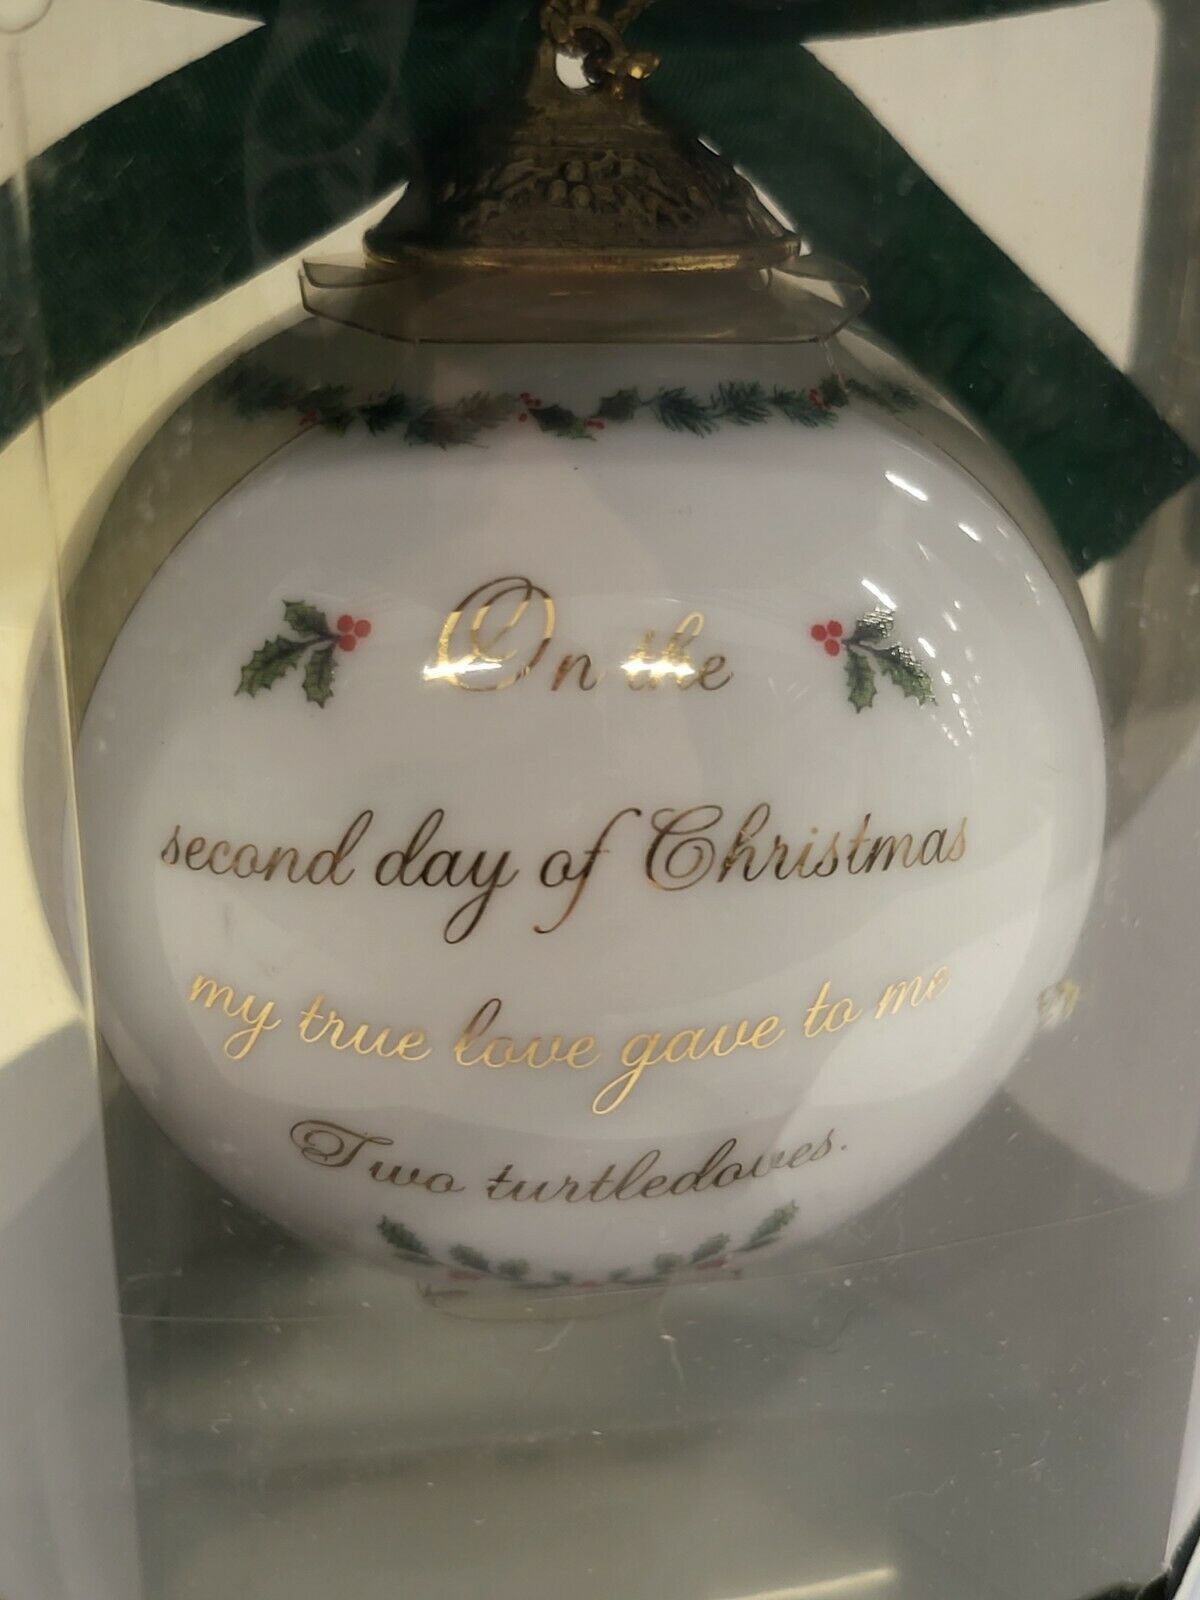 On the
second day of Christmas
my true love gave to me
Two turtledoves.